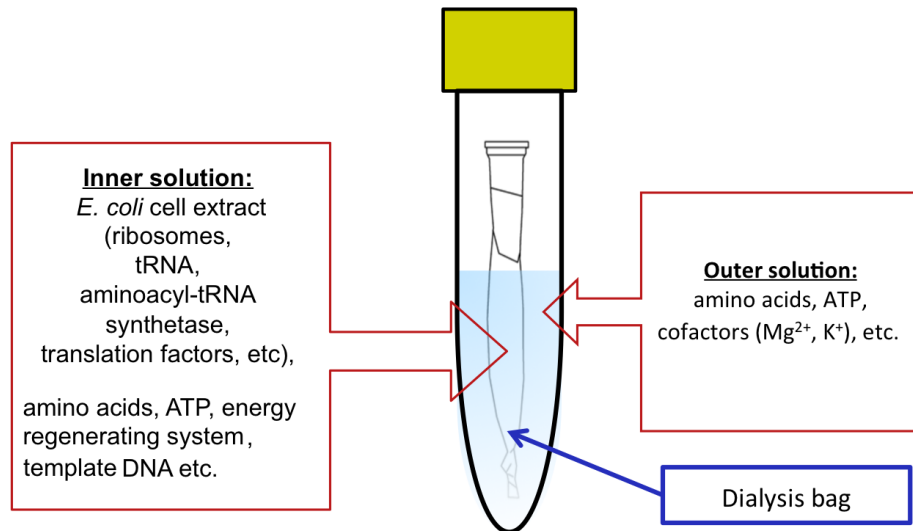 Inner solution:
E. coli cell extract
(ribosomes,
tRNA,
aminoacyl-tRNA
synthetase,
translation factors, etc),
amino acids, ATP, energy
regenerating system,
template DNA etc.
Outer solution:
amino acids, ATP,
cofactors (Mg²⁺, K⁺), etc.
Dialysis bag